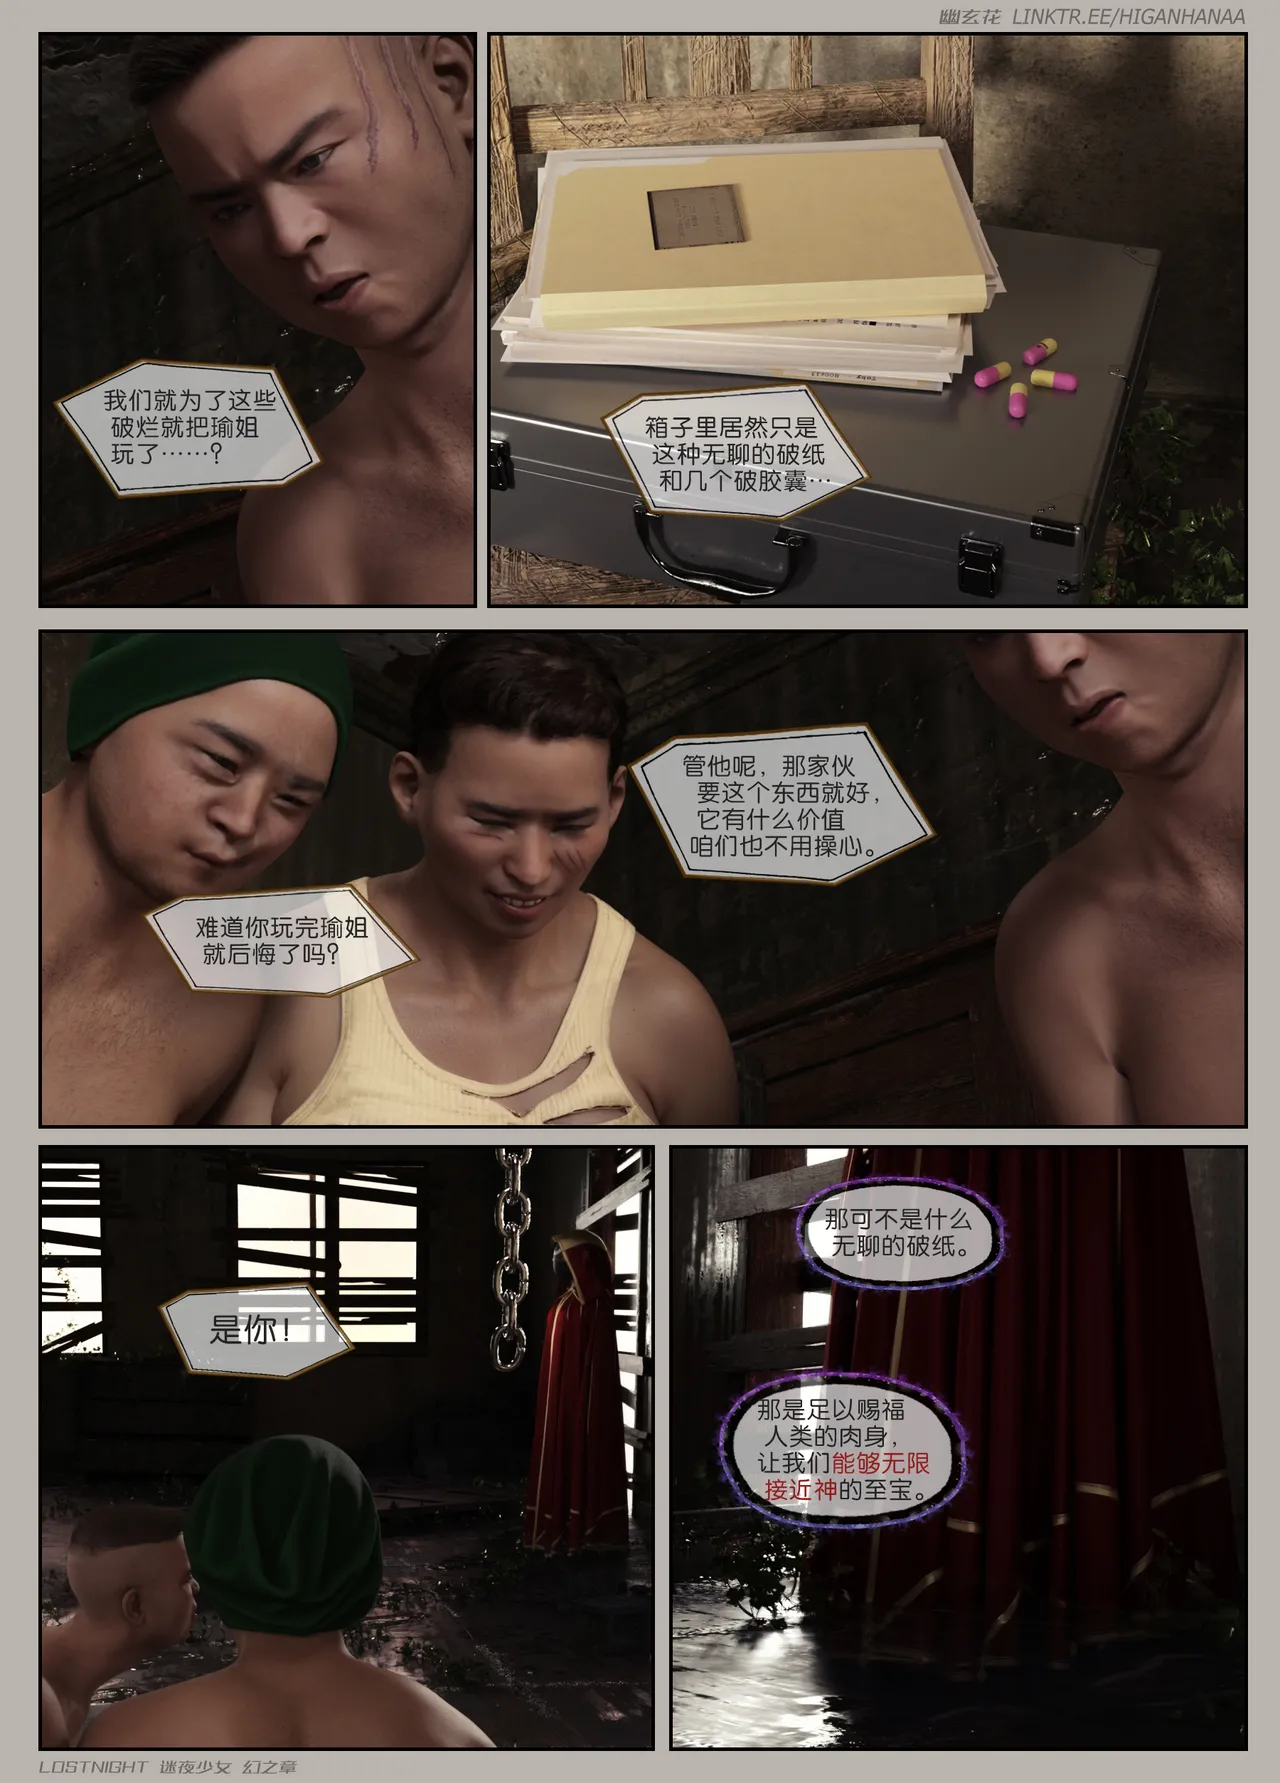 幽玄花 LINKTR.EE/HIGANHANAA
我们就为了这些
破烂就把瑜姐
玩了……？
箱子里居然只是
这种无聊的破纸
和几个破胶囊…
管他呢，那家伙
要这个东西就好，
它有什么价值
咱们也不用操心。
难道你玩完瑜姐
就后悔了吗？
是你！
那可不是什么
无聊的破纸。
那是足以赐福
人类的肉身，
让我们能够无限
接近神的至宝。
LOSTNIGHT 迷夜少女 幻之章